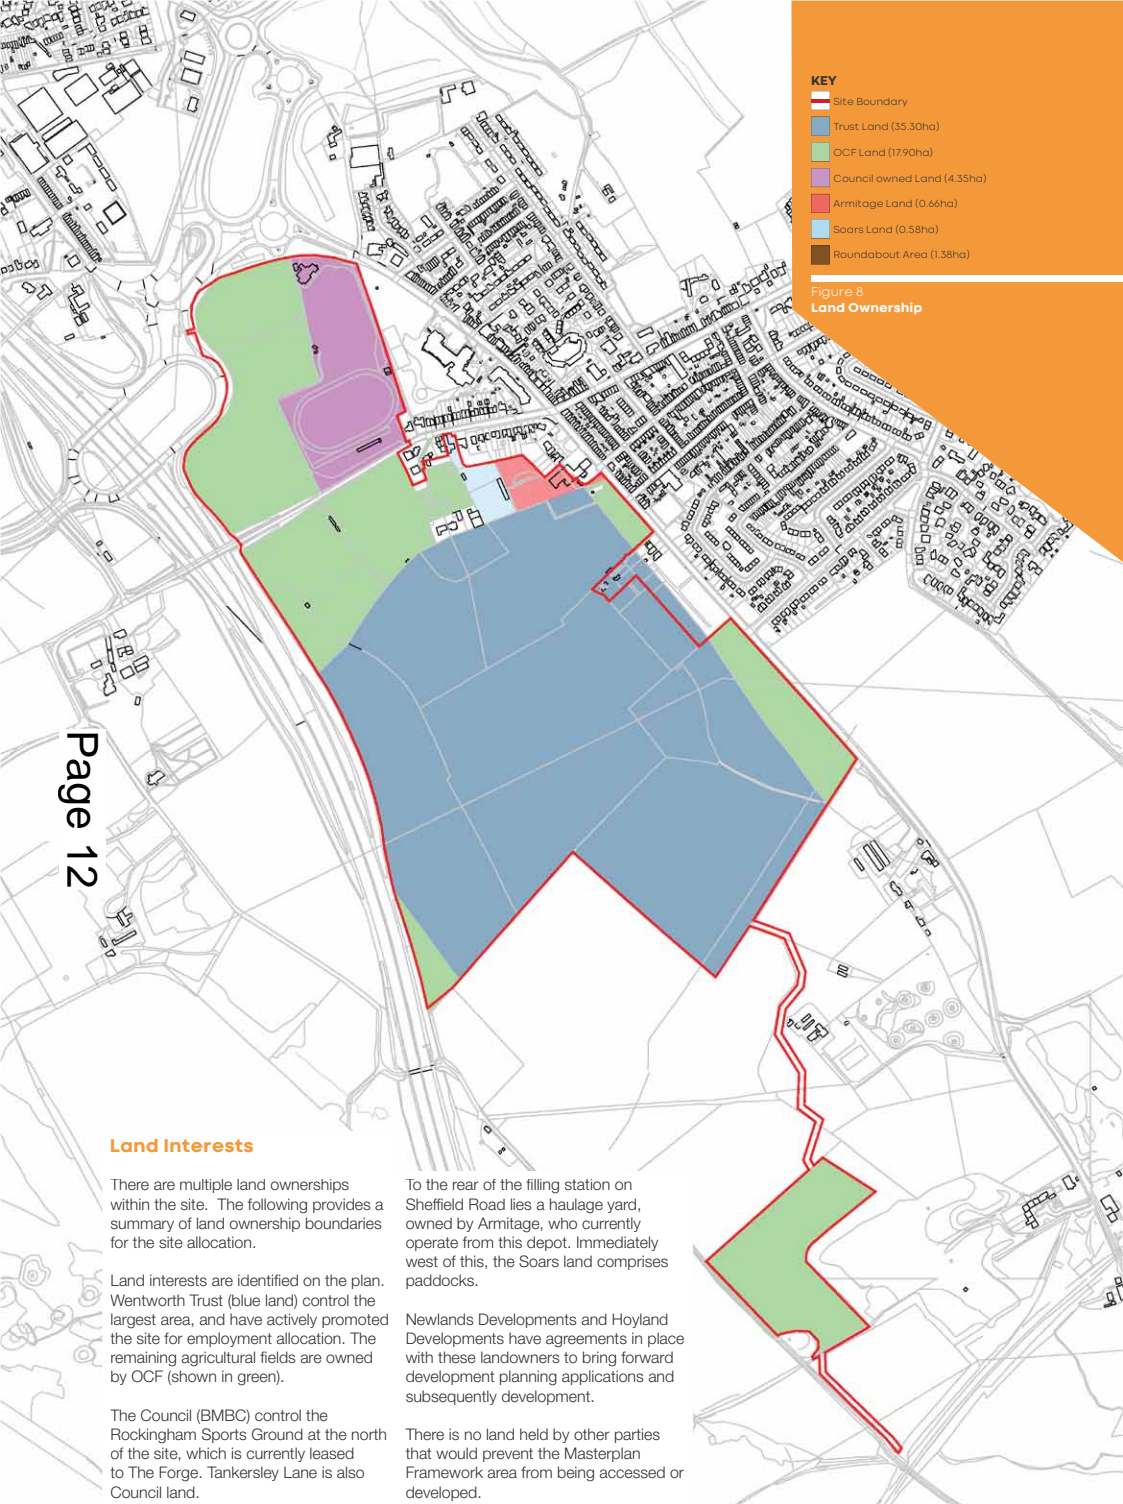 KEY
Site Boundary
Trust Land (35.30ha)
OCF Land (17.90ha)
Council owned Land (4.35ha)
Armitage Land (0.66ha)
Soars Land (0.58ha)
Roundabout Area (1.38ha)
Figure 8
Land Ownership
Page 12
Land Interests
There are multiple land ownerships
within the site.  The following provides a
summary of land ownership boundaries
for the site allocation.
Land interests are identified on the plan.
Wentworth Trust (blue land) control the
largest area, and have actively promoted
the site for employment allocation. The
remaining agricultural fields are owned
by OCF (shown in green).
The Council (BMBC) control the
Rockingham Sports Ground at the north
of the site, which is currently leased
to The Forge. Tankersley Lane is also
Council land.
To the rear of the filling station on
Sheffield Road lies a haulage yard,
owned by Armitage, who currently
operate from this depot. Immediately
west of this, the Soars land comprises
paddocks.
Newlands Developments and Hoyland
Developments have agreements in place
with these landowners to bring forward
development planning applications and
subsequently development.
There is no land held by other parties
that would prevent the Masterplan
Framework area from being accessed or
developed.